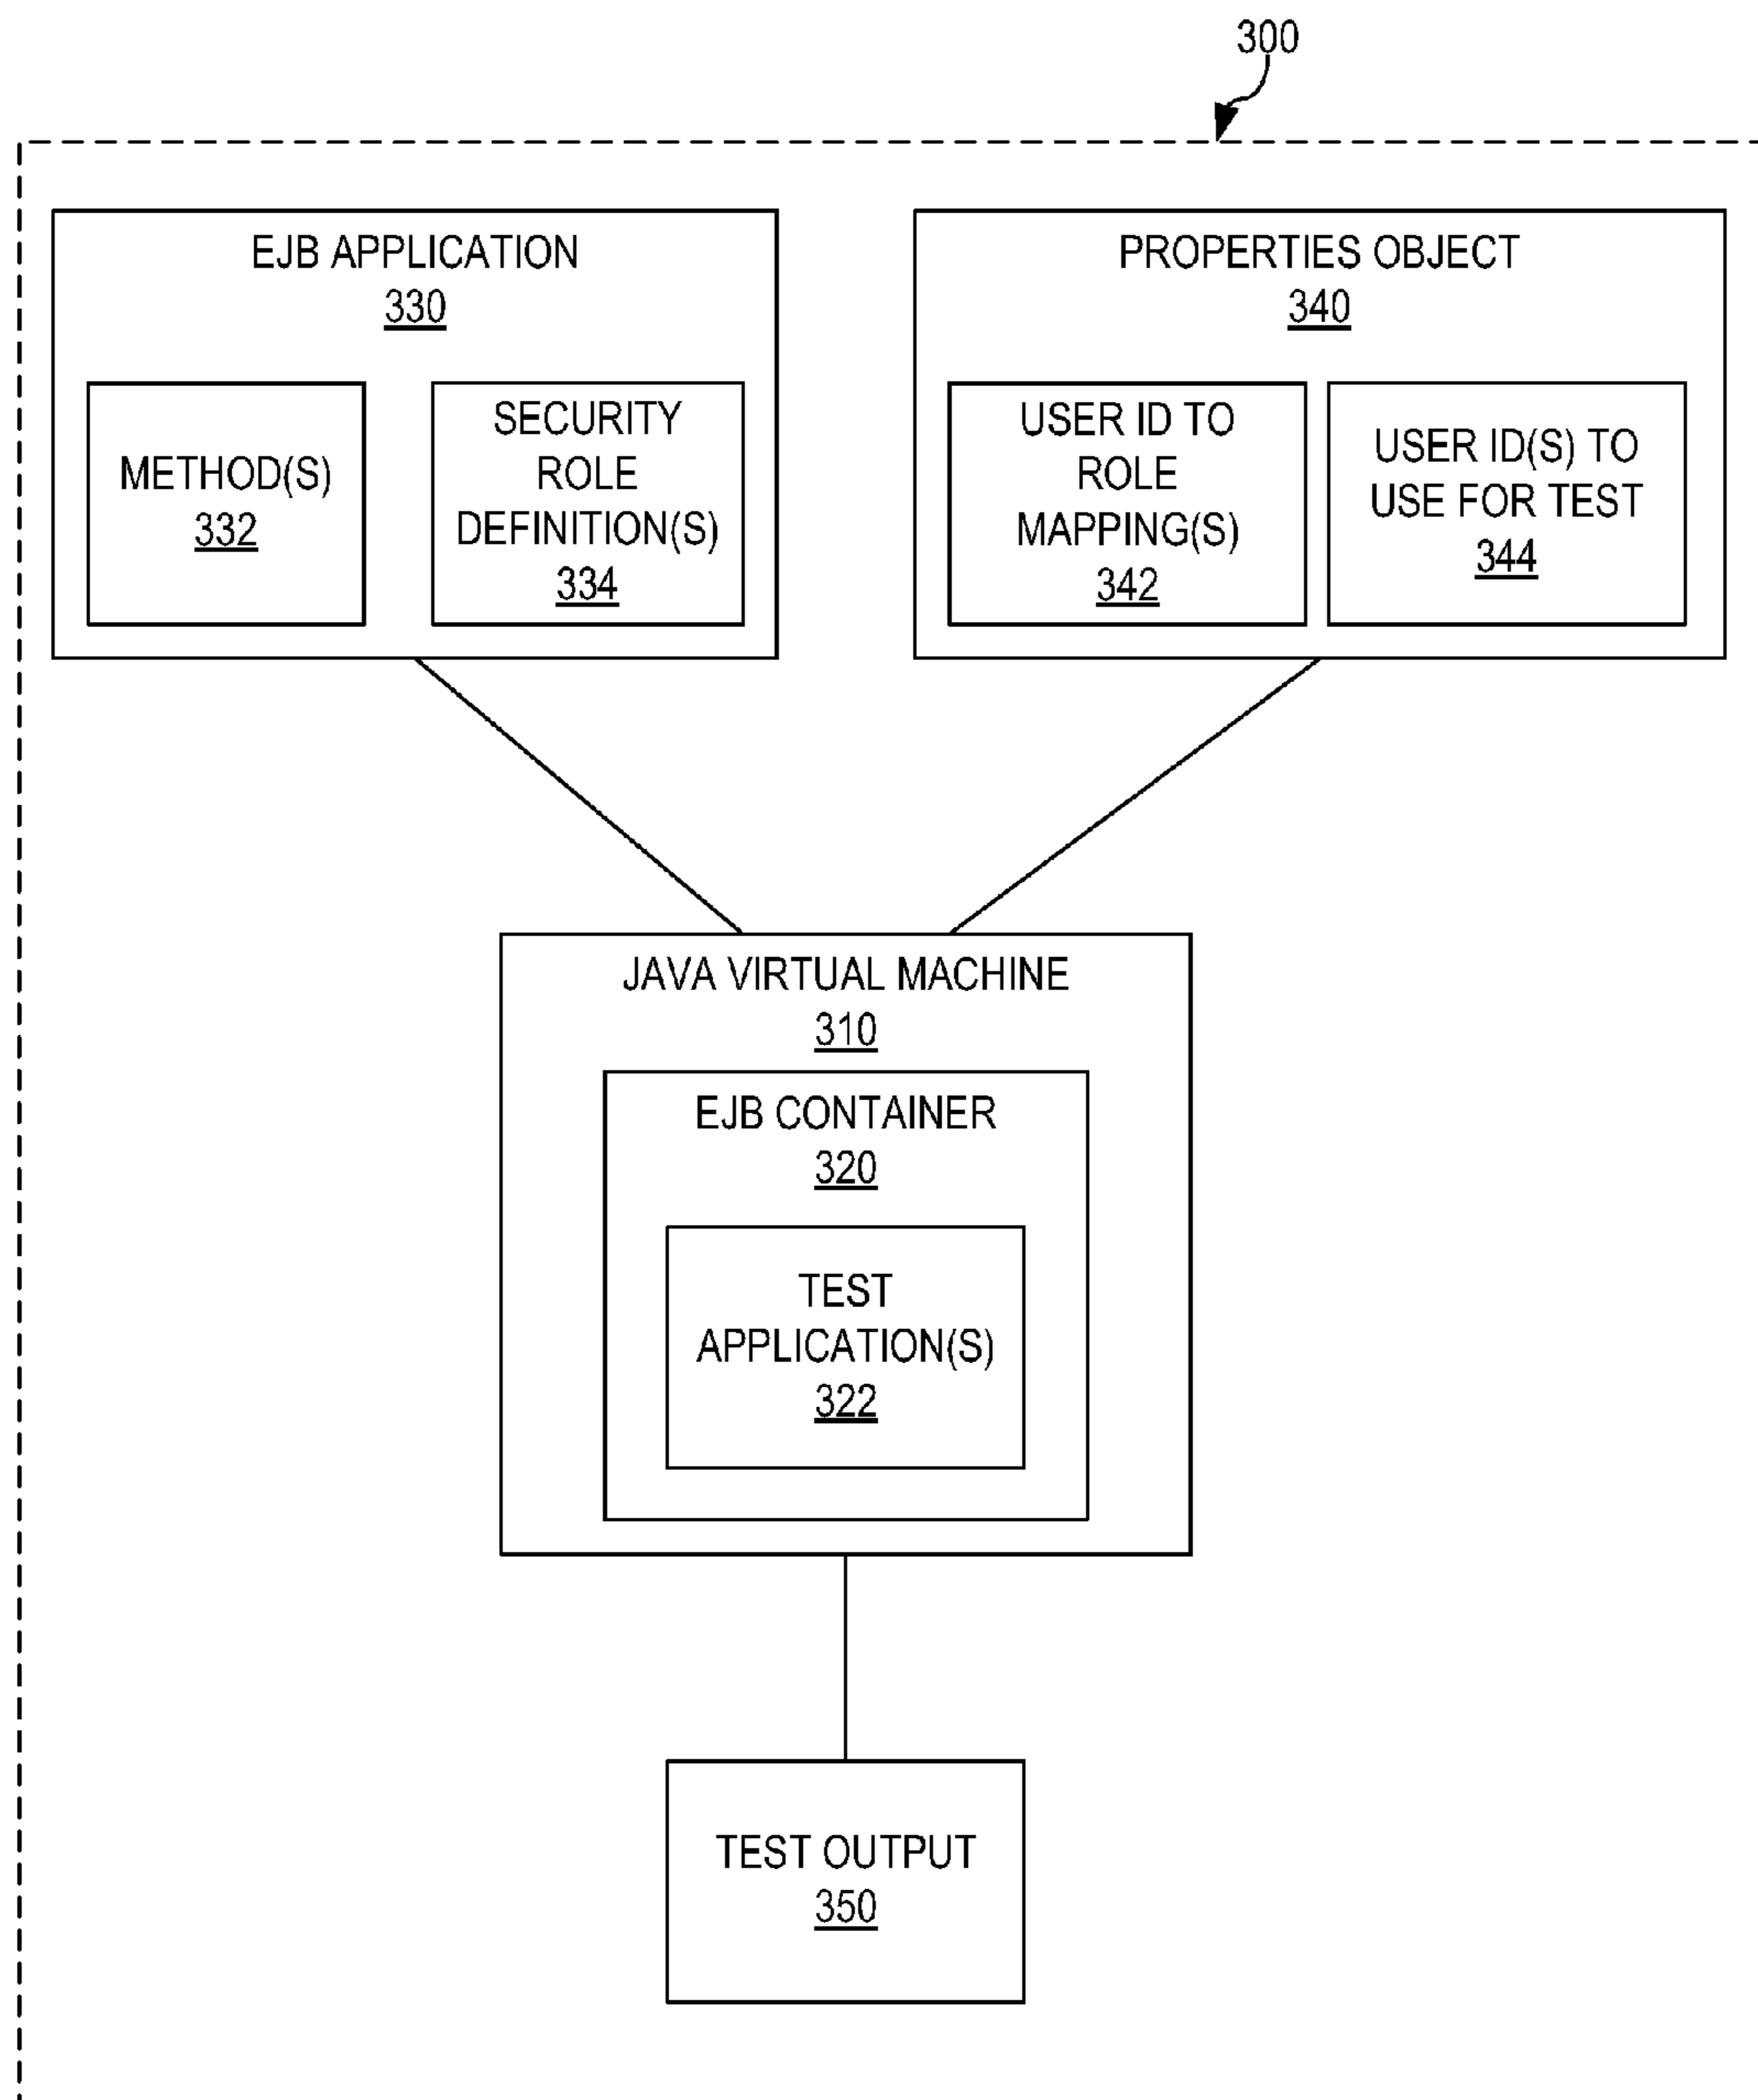 300
EJB APPLICATION
330
METHOD(S)
332
SECURITY
ROLE
DEFINITION(S)
334
PROPERTIES OBJECT
340
USER ID TO
ROLE
MAPPING(S)
342
USER ID(S) TO
USE FOR TEST
344
JAVA VIRTUAL MACHINE
310
EJB CONTAINER
320
TEST
APPLICATION(S)
322
TEST OUTPUT
350